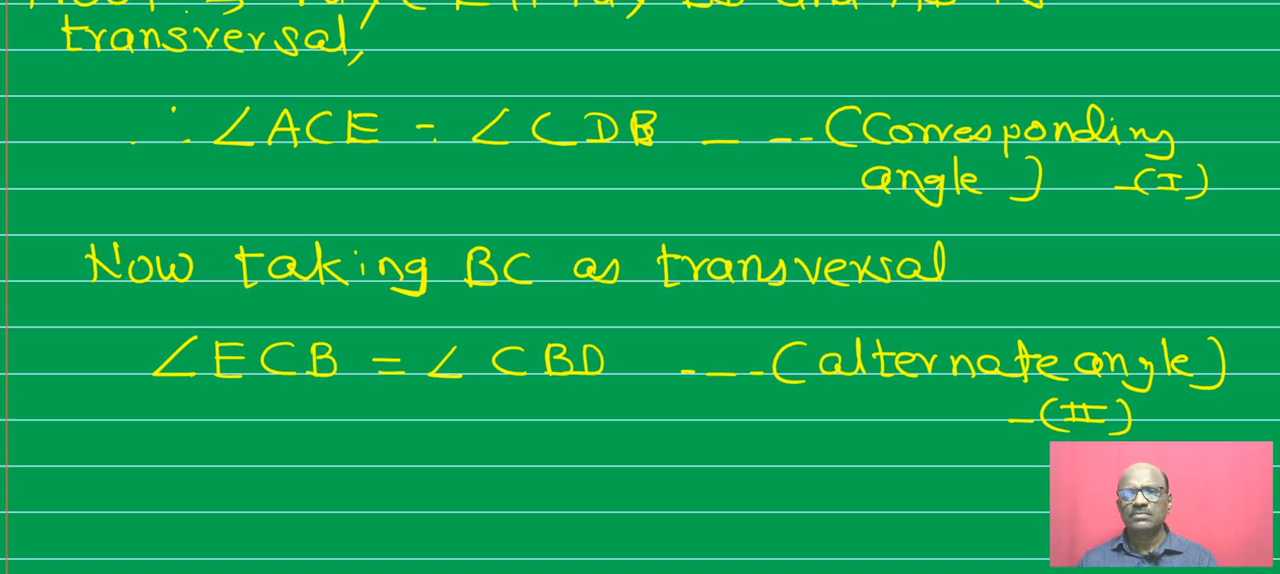 transversal,
∴ ∠ACE = ∠CDB _ _ -- (Corresponding
angle) -(I)
Now taking BC as transversal
∠ECB = ∠CBD ---- (alternate angle)
-(II)